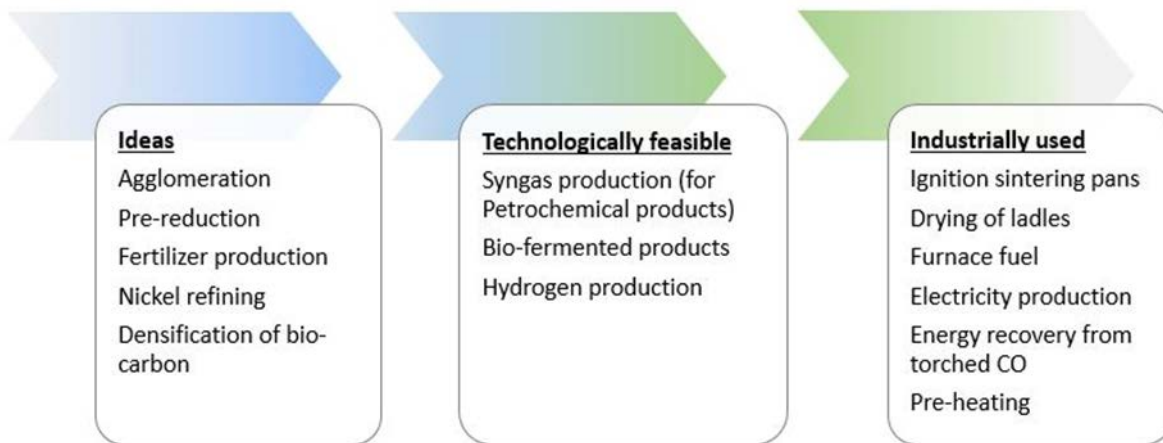 Ideas
Agglomeration
Pre-reduction
Fertilizer production
Nickel refining
Densification of bio-
carbon
Technologically feasible
Syngas production (for
Petrochemical products)
Bio-fermented products
Hydrogen production
Industrially used
Ignition sintering pans
Drying of ladles
Furnace fuel
Electricity production
Energy recovery from
torched CO
Pre-heating